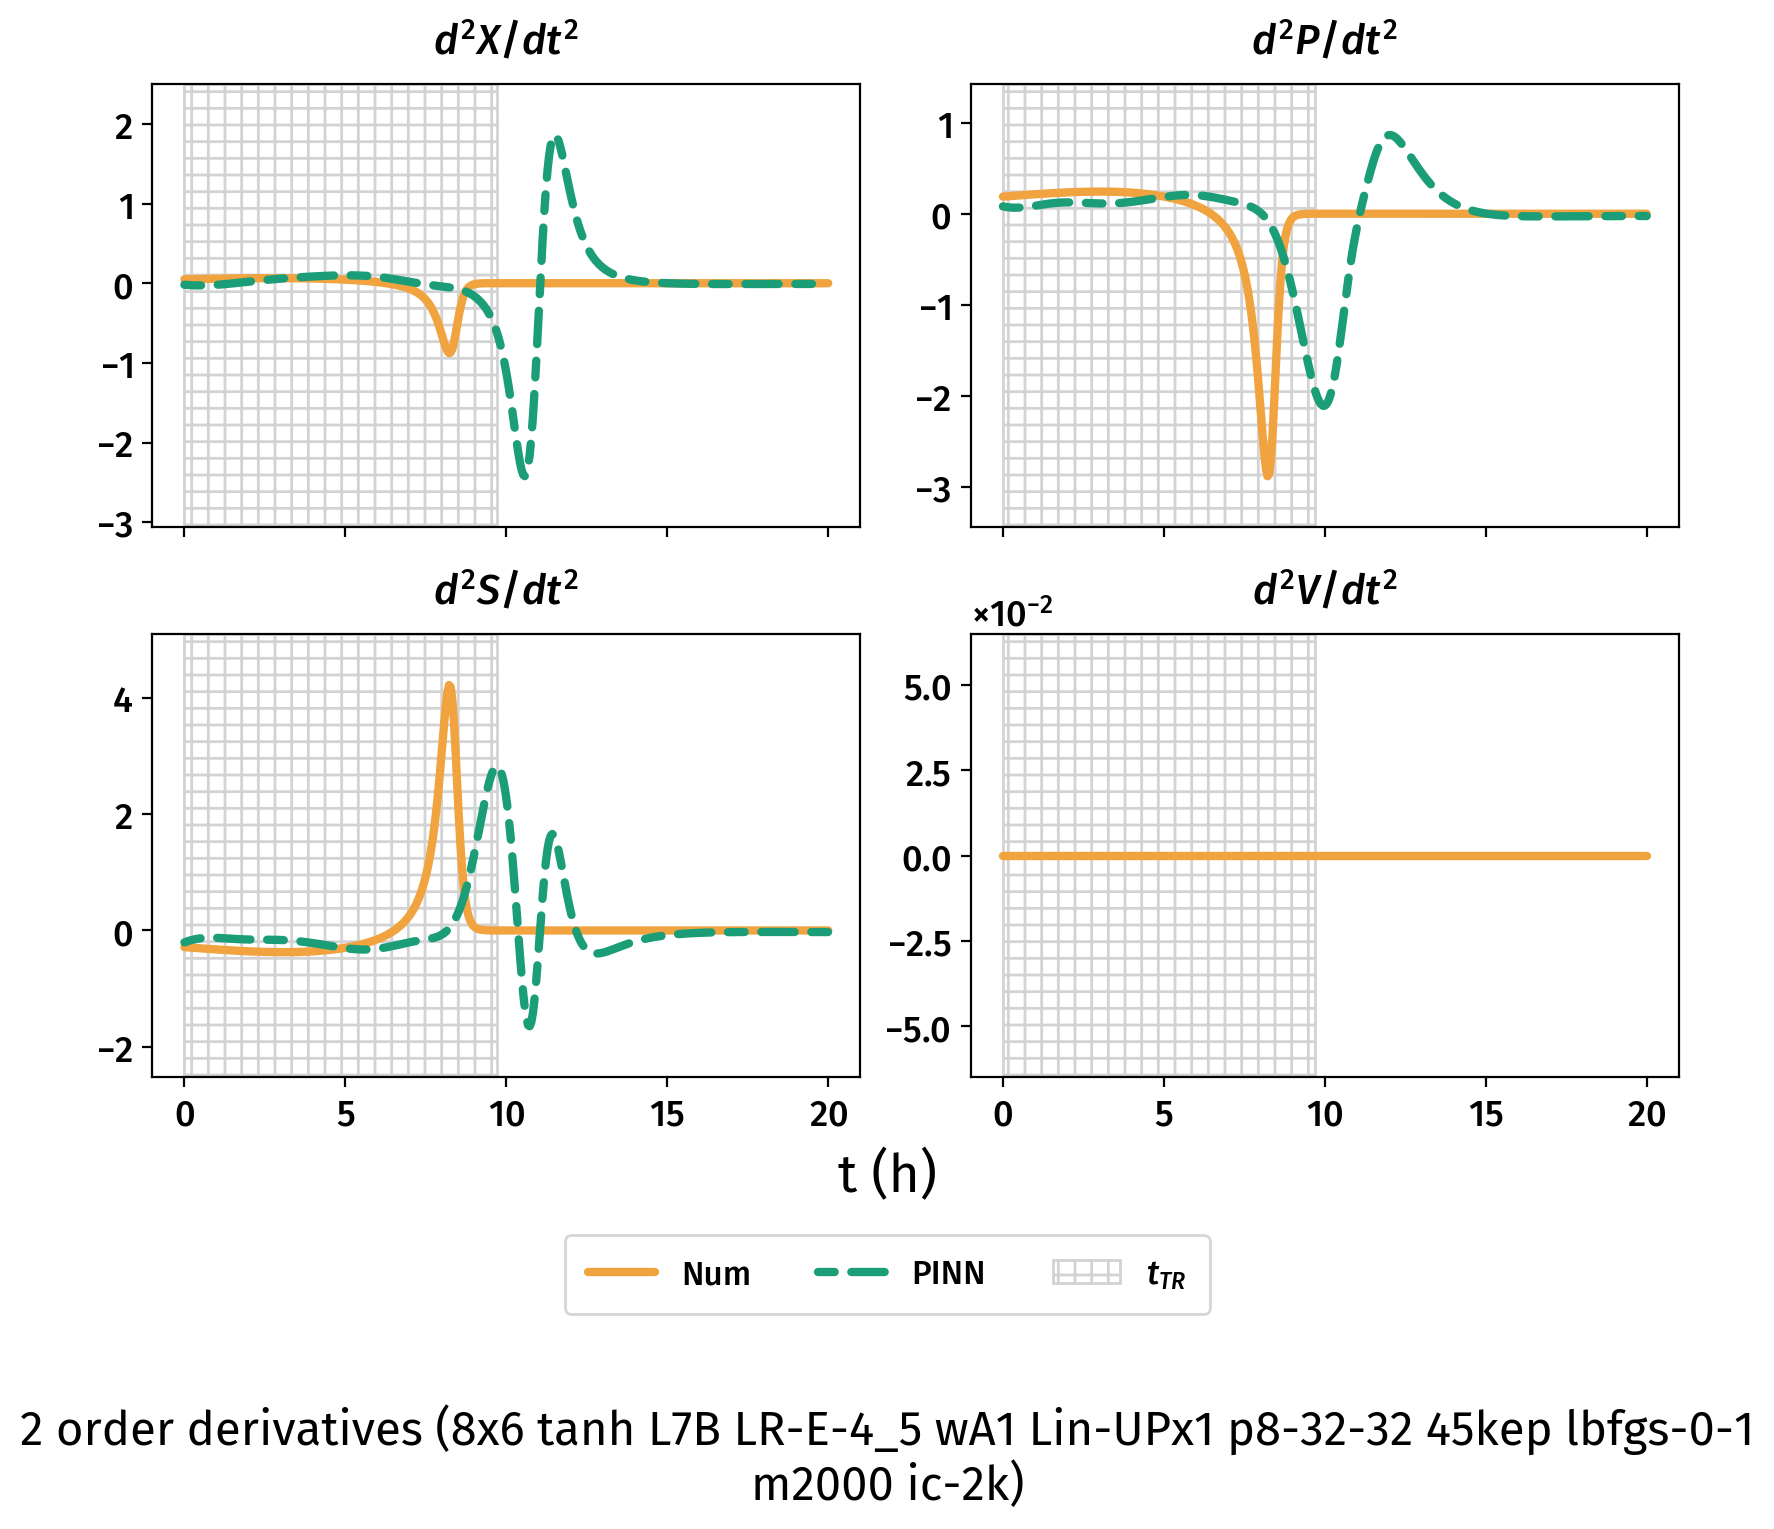 d²X/dt²
d²P/dt²
2
1
0
−1
−2
−3
1
0
−1
−2
−3
d²S/dt²
d²V/dt²
×10⁻²
4
2
0
−2
5.0
2.5
0.0
−2.5
−5.0
0 5 10 15 20
0 5 10 15 20
t (h)
Num PINN t_TR
2 order derivatives (8x6 tanh L7B LR-E-4_5 wA1 Lin-UPx1 p8-32-32 45kep lbfgs-0-1
m2000 ic-2k)